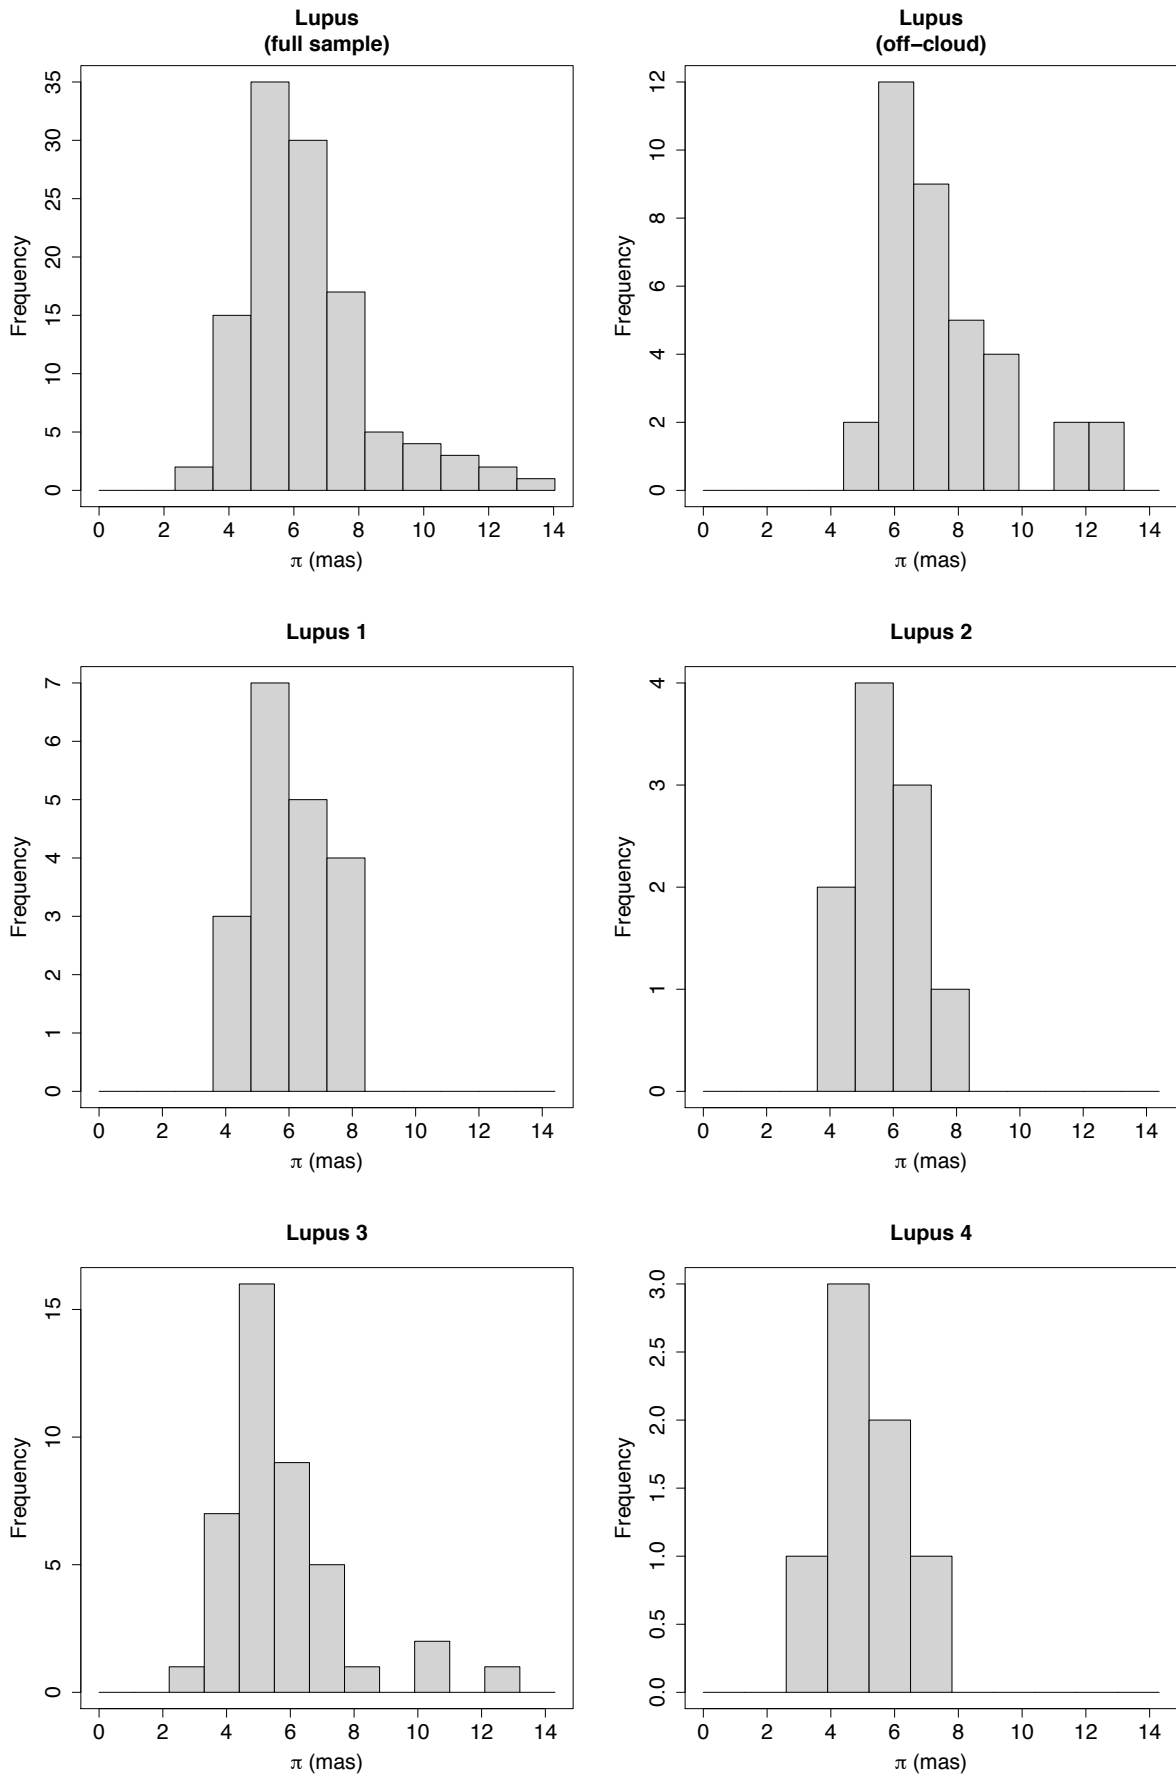 Lupus
(full sample)
Frequency
35
30
25
20
15
10
5
0
0 2 4 6 8 10 12 14
π (mas)
Lupus
(off−cloud)
Frequency
12
10
8
6
4
2
0
0 2 4 6 8 10 12 14
π (mas)
Lupus 1
Frequency
7
6
5
4
3
2
1
0
0 2 4 6 8 10 12 14
π (mas)
Lupus 2
Frequency
4
3
2
1
0
0 2 4 6 8 10 12 14
π (mas)
Lupus 3
Frequency
15
10
5
0
0 2 4 6 8 10 12 14
π (mas)
Lupus 4
Frequency
3.0
2.5
2.0
1.5
1.0
0.5
0.0
0 2 4 6 8 10 12 14
π (mas)